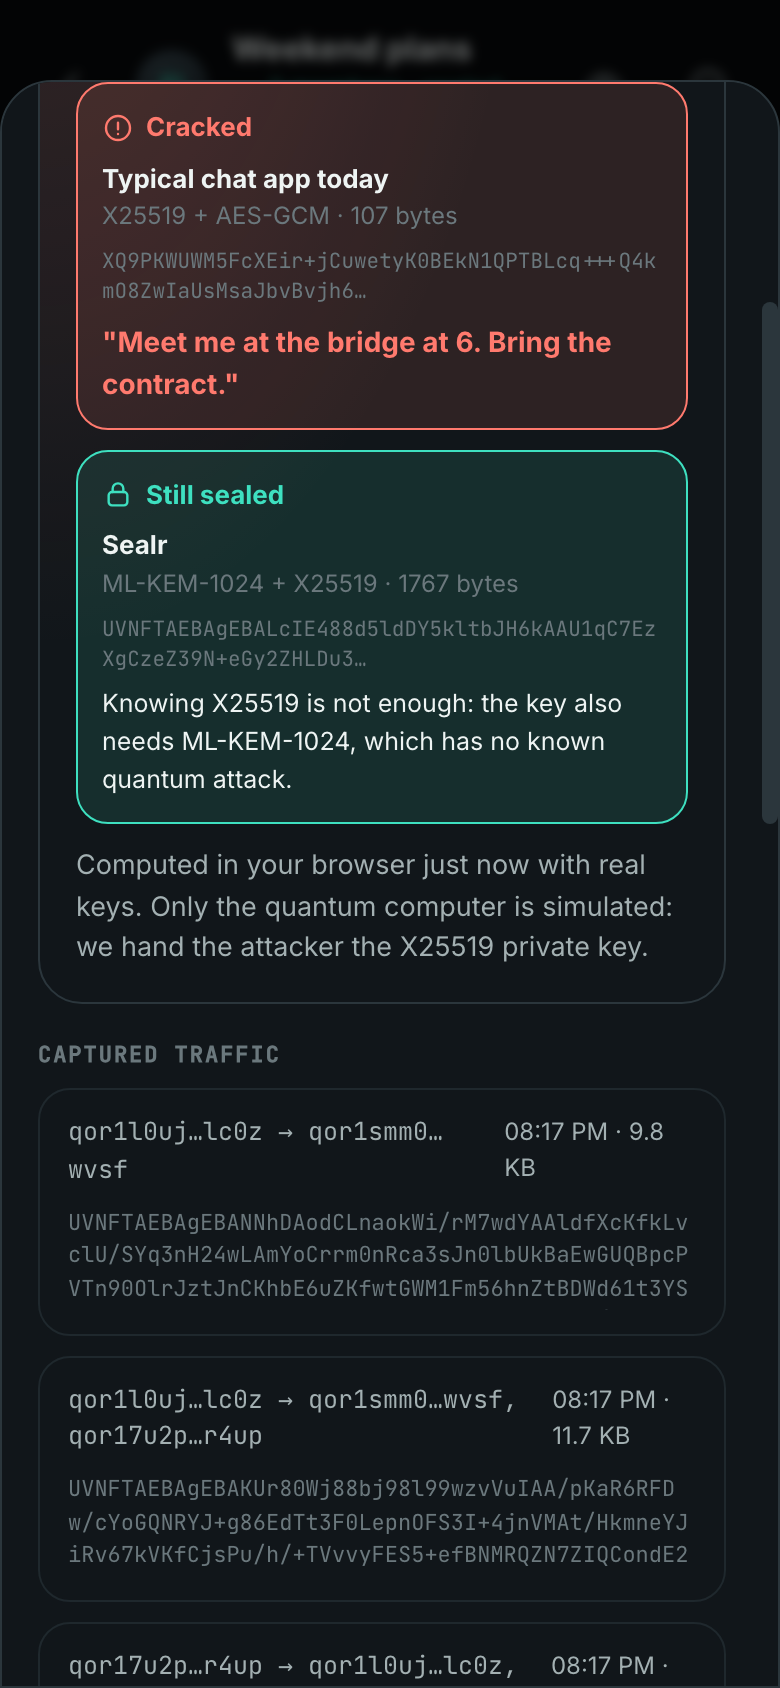 Weekend plans
Cracked
Typical chat app today
X25519 + AES-GCM · 107 bytes
XQ9PKWUWM5FcXEir+jCuwetyK0BEkN1QPTBLcq+++Q4k
mO8ZwIaUsMsaJbvBvjh6…
"Meet me at the bridge at 6. Bring the
contract."
Still sealed
Sealr
ML-KEM-1024 + X25519 · 1767 bytes
UVNFTAEBAgEBALcIE488d5ldDY5kltbJH6kAAU1qC7Ez
XgCzeZ39N+eGy2ZHLDu3…
Knowing X25519 is not enough: the key also
needs ML-KEM-1024, which has no known
quantum attack.
Computed in your browser just now with real
keys. Only the quantum computer is simulated:
we hand the attacker the X25519 private key.
CAPTURED TRAFFIC
qor1l0uj…lc0z → qor1smm0… 08:17 PM · 9.8
wvsf KB
UVNFTAEBAgEBANNhDAodCLnaokWi/rM7wdYAAldfXcKfkLv
clU/SYq3nH24wLAmYoCrrm0nRca3sJn0lbUkBaEwGUQBpcP
VTn90OlrJztJnCKhbE6uZKfwtGWM1Fm56hnZtBDWd61t3YS
qor1l0uj…lc0z → qor1smm0…wvsf, 08:17 PM ·
qor17u2p…r4up 11.7 KB
UVNFTAEBAgEBAKUr80Wj88bj98l99wzvVuIAA/pKaR6RFD
w/cYoGQNRYJ+g86EdTt3F0LepnOFS3I+4jnVMAt/HkmneYJ
iRv67kVKfCjsPu/h/+TVvvyFES5+efBNMRQZN7ZIQCondE2
qor17u2p…r4up → qor1l0uj…lc0z, 08:17 PM ·